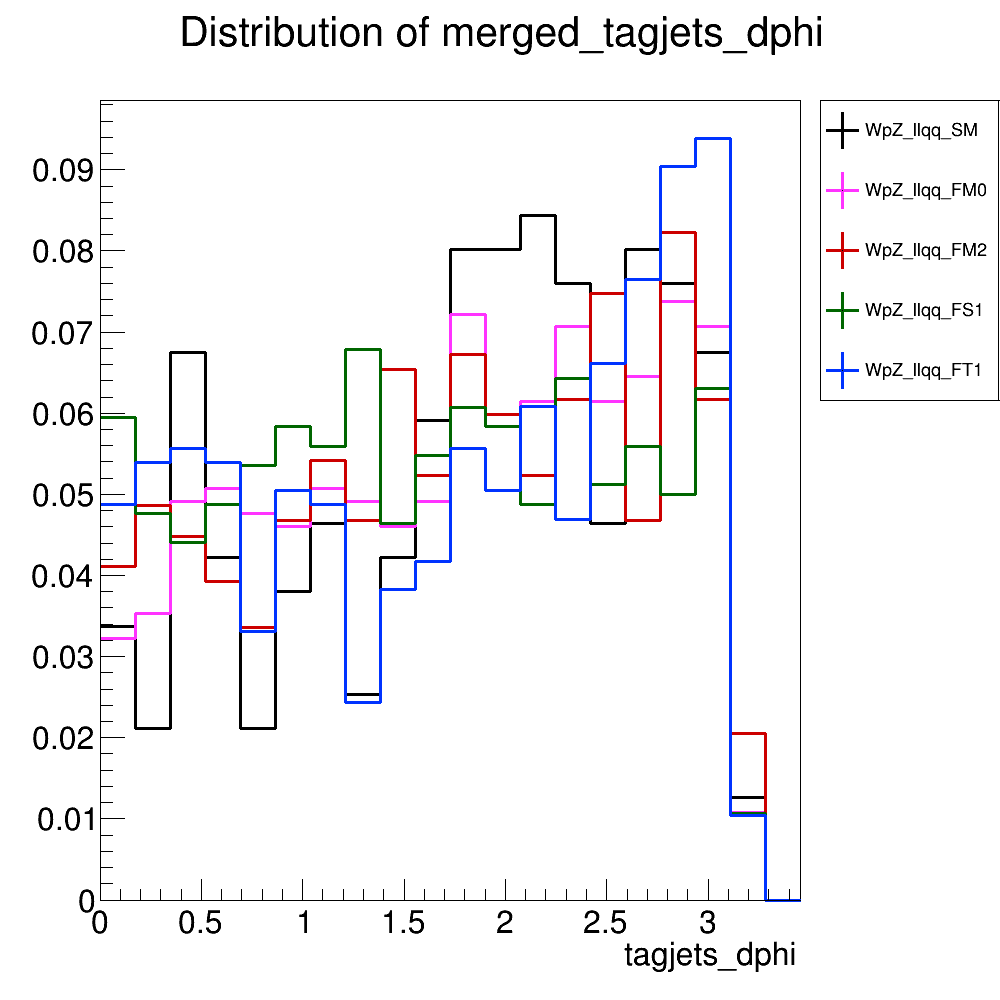 Distribution of merged_tagjets_dphi
WpZ_llqq_SM
WpZ_llqq_FM0
WpZ_llqq_FM2
WpZ_llqq_FS1
WpZ_llqq_FT1
0.09
0.08
0.07
0.06
0.05
0.04
0.03
0.02
0.01
0
0 0.5 1 1.5 2 2.5 3
tagjets_dphi